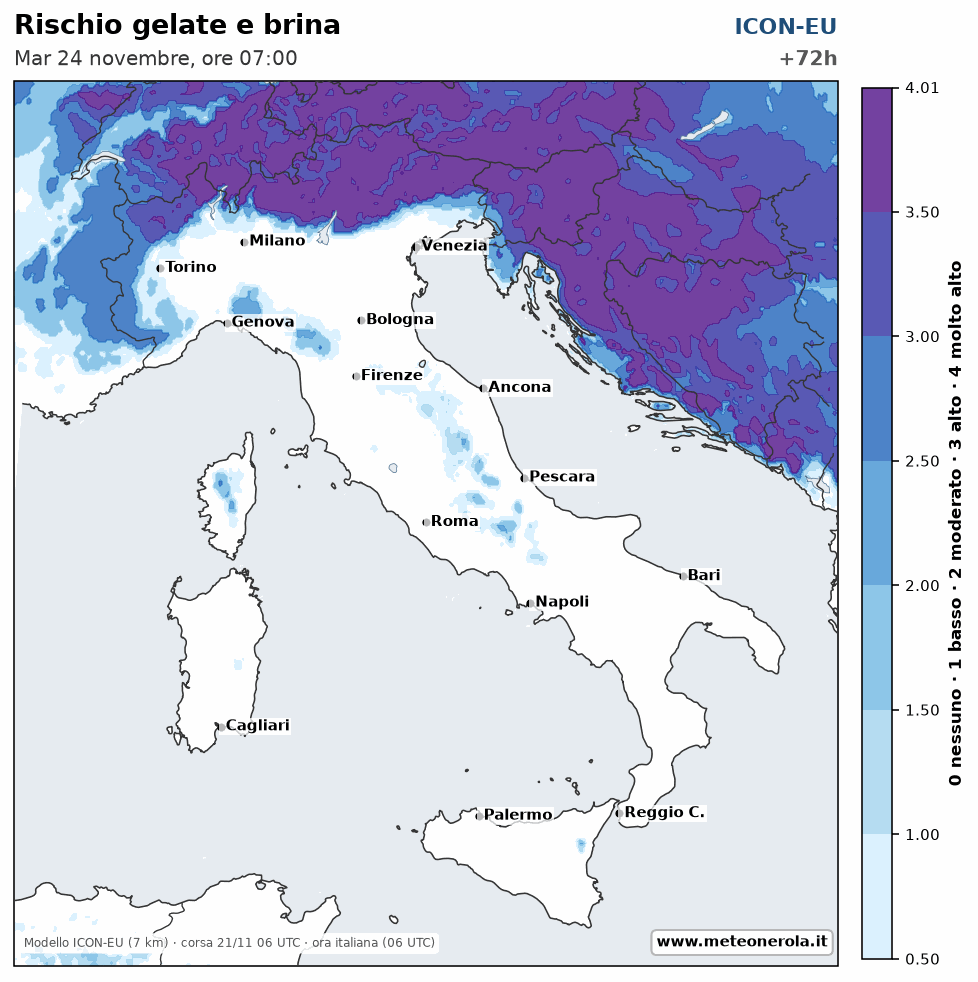 Rischio gelate e brina
ICON-EU
Mar 24 novembre, ore 07:00
+72h
4.01
3.50
3.00
2.50
2.00
1.50
1.00
0.50
0 nessuno · 1 basso · 2 moderato · 3 alto · 4 molto alto
Milano
Venezia
Torino
Genova
Bologna
Firenze
Ancona
Pescara
Roma
Bari
Napoli
Cagliari
Palermo
Reggio C.
Modello ICON-EU (7 km) · corsa 21/11 06 UTC · ora italiana (06 UTC)
www.meteonerola.it